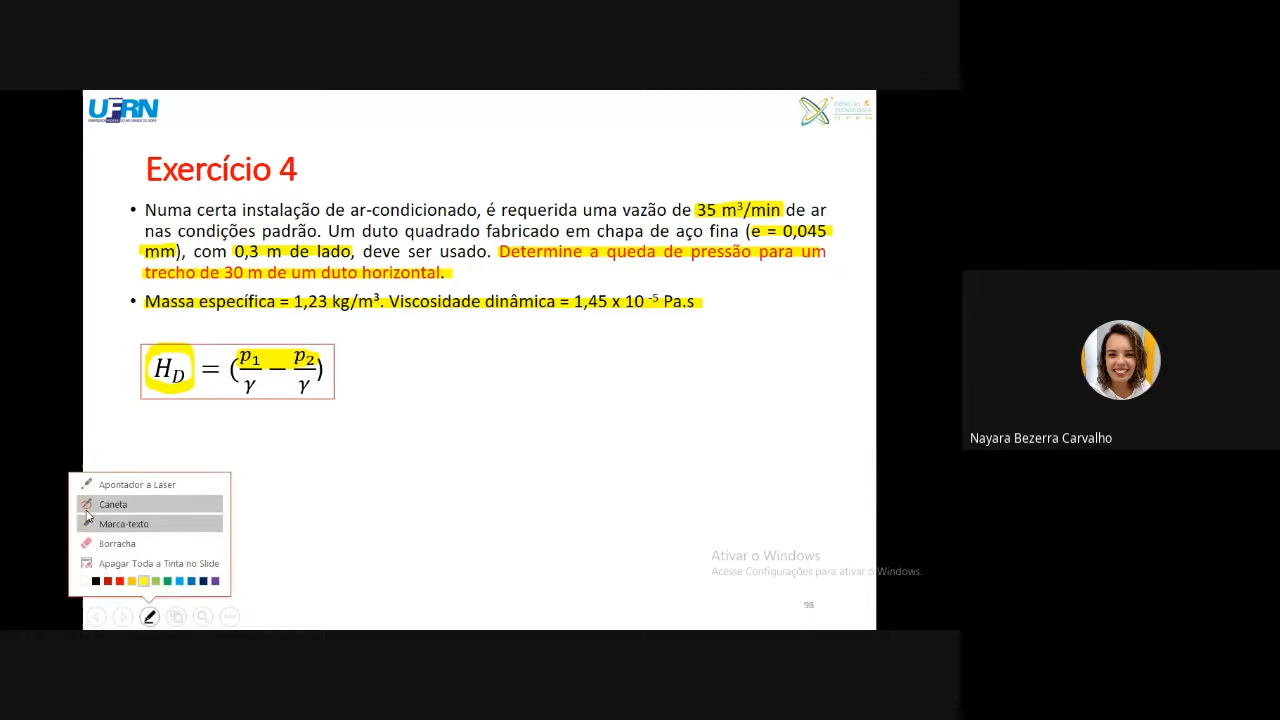 UFRN
CIÊNCIAS
TECNOLOGIA
UFRN
Exercício 4
• Numa certa instalação de ar-condicionado, é requerida uma vazão de 35 m³/min de ar
nas condições padrão. Um duto quadrado fabricado em chapa de aço fina (e = 0,045
mm), com 0,3 m de lado, deve ser usado. Determine a queda de pressão para um
trecho de 30 m de um duto horizontal.
• Massa específica = 1,23 kg/m³. Viscosidade dinâmica = 1,45 x 10 ⁻⁵ Pa.s
H_D = (p₁/γ − p₂/γ)
Nayara Bezerra Carvalho
Apontador a Laser
Caneta
Marca-texto
Borracha
Apagar Toda a Tinta no Slide
Ativar o Windows
Acesse Configurações para ativar o Windows.
98